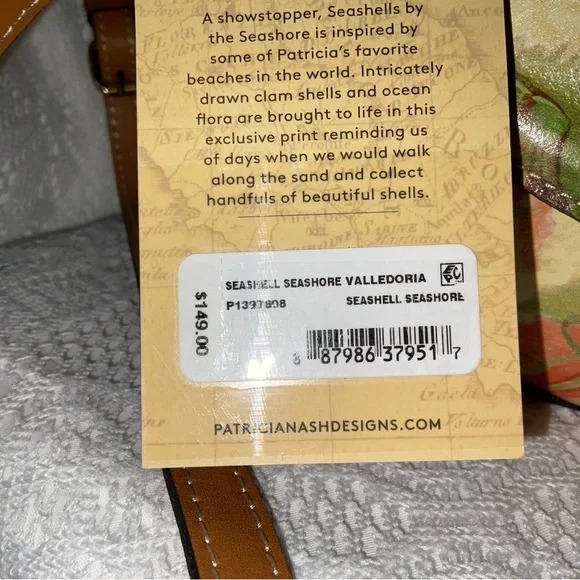 A showstopper, Seashells by
the Seashore is inspired by
some of Patricia's favorite
beaches in the world. Intricately
drawn clam shells and ocean
flora are brought to life in this
exclusive print reminding us
of days when we would walk
along the sand and collect
handfuls of beautiful shells.
SEASHELL SEASHORE VALLEDORIA
P1397808 SEASHELL SEASHORE
$149.00
8 87986 37951 7
PATRICIANASHDESIGNS.COM